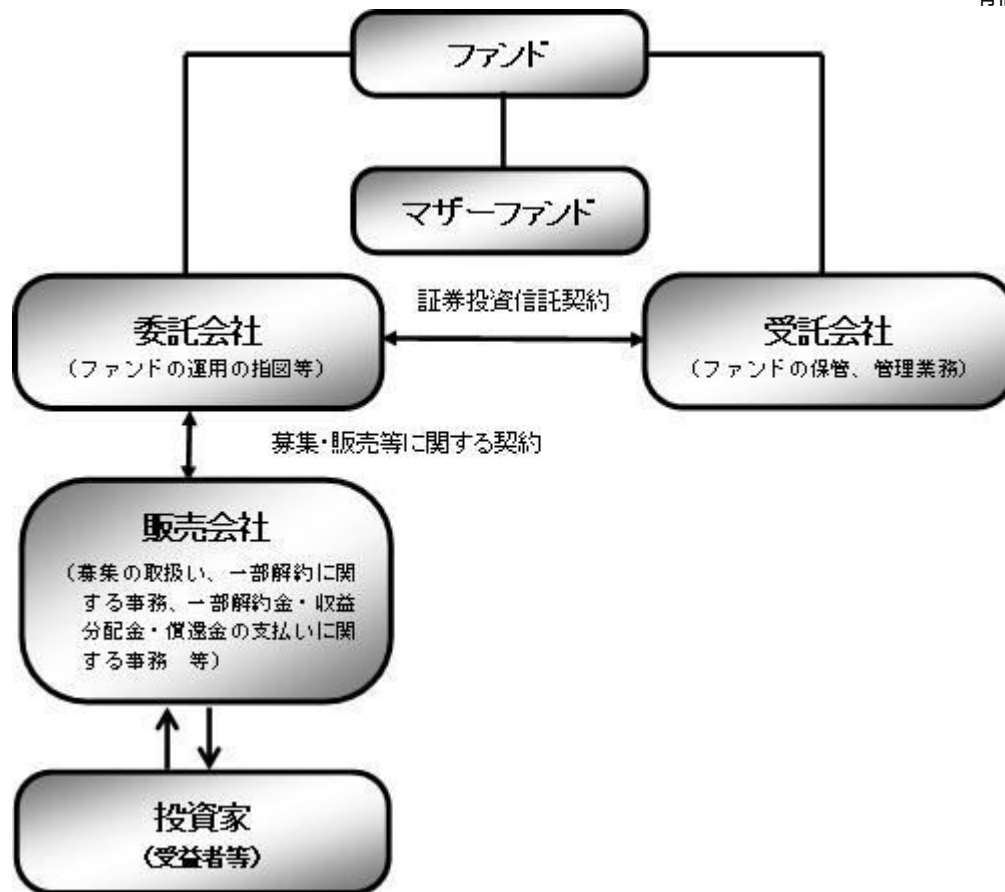 ファンド
マザーファンド
証券投資信託契約
委託会社
(ファンドの運用の指図等)
受託会社
(ファンドの保管、管理業務)
募集・販売等に関する契約
販売会社
(募集の取扱い、一部解約に関
する事務、一部解約金・収益
分配金・償還金の支払いに関
する事務 等)
投資家
(受益者等)